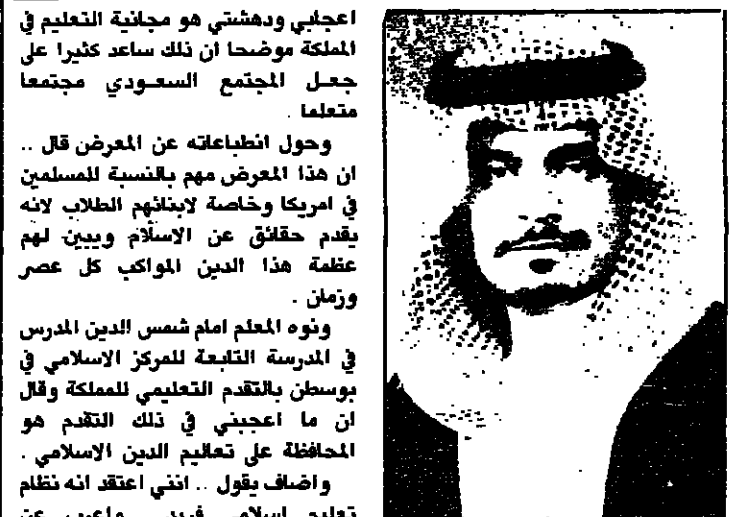 اعجابي ودهشتي هو مجانية التعليم في
المملكة موضحا ان ذلك ساعد كثيرا على
جعل المجتمع السعودي مجتمعا
متعلما .
وحول انطباعاته عن المعرض قال ..
ان هذا المعرض مهم بالنسبة للمسلمين
في امريكا وخاصة لابنائهم الطلاب لانه
يقدم حقائق عن الاسلام ويبين لهم
عظمة هذا الدين المواكب كل عصر
وزمان .
ونوه المعلم امام شمس الدين المدرس
في المدرسة التابعة للمركز الاسلامي في
بوسطن بالتقدم التعليمي للمملكة وقال
ان ما اعجبني في ذلك التقدم هو
المحافظة على تعاليم الدين الاسلامي .
واضاف يقول .. انني اعتقد انه نظام
تعليم اسلامي فريد